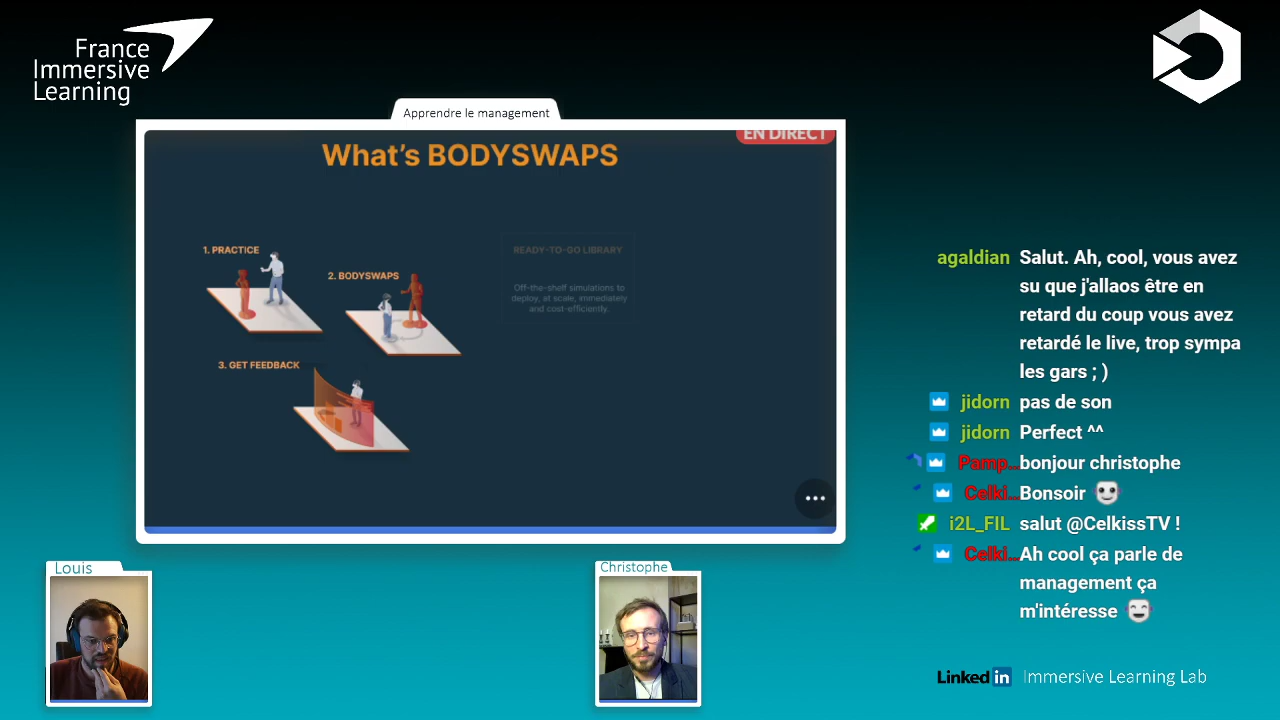 France
Immersive
Learning
Apprendre le management
EN DIRECT
What's BODYSWAPS
1. PRACTICE
2. BODYSWAPS
3. GET FEEDBACK
READY-TO-GO LIBRARY
Off-the-shelf simulations to
deploy, at scale, immediately
and cost-efficiently.
Louis
Christophe
agaldian Salut. Ah, cool, vous avez
su que j'allaos être en
retard du coup vous avez
retardé le live, trop sympa
les gars ; )
jidorn pas de son
jidorn Perfect ^^
Pamp... bonjour christophe
Celki... Bonsoir
i2L_FIL salut @CelkissTV !
Celki... Ah cool ça parle de
management ça
m'intéresse
Linked in Immersive Learning Lab